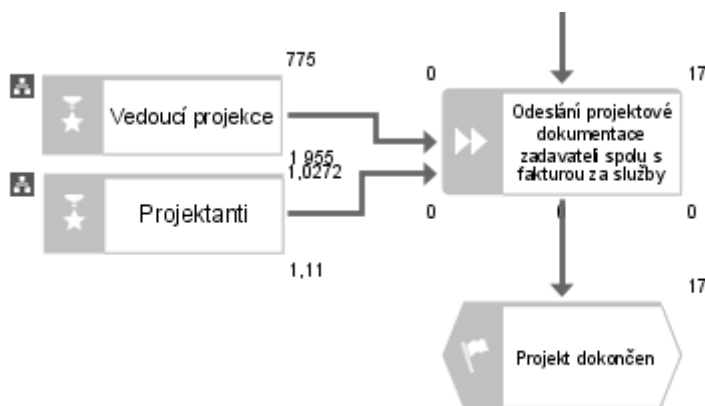 775
0
17
Vedoucí projekce
Odeslání projektové
dokumentace
zadavateli spolu s
fakturou za služby
1,955
1,0272
Projektanti
0
0
0
1,11
17
Projekt dokončen